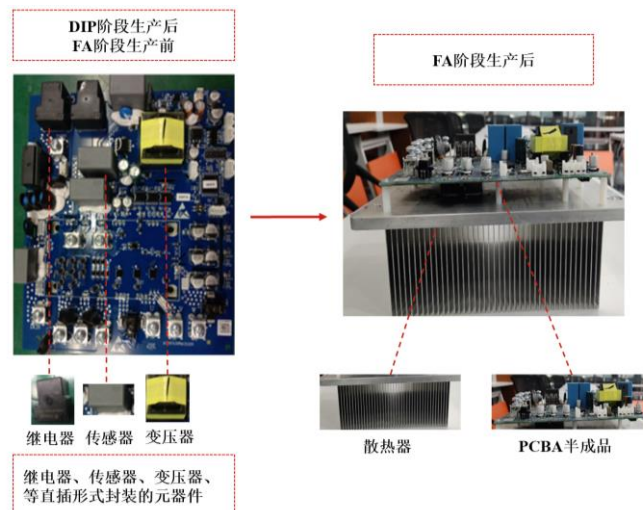 DIP阶段生产后
FA阶段生产前
FA阶段生产后
继电器
传感器
变压器
散热器
PCBA半成品
继电器、传感器、变压器、
等直插形式封装的元器件